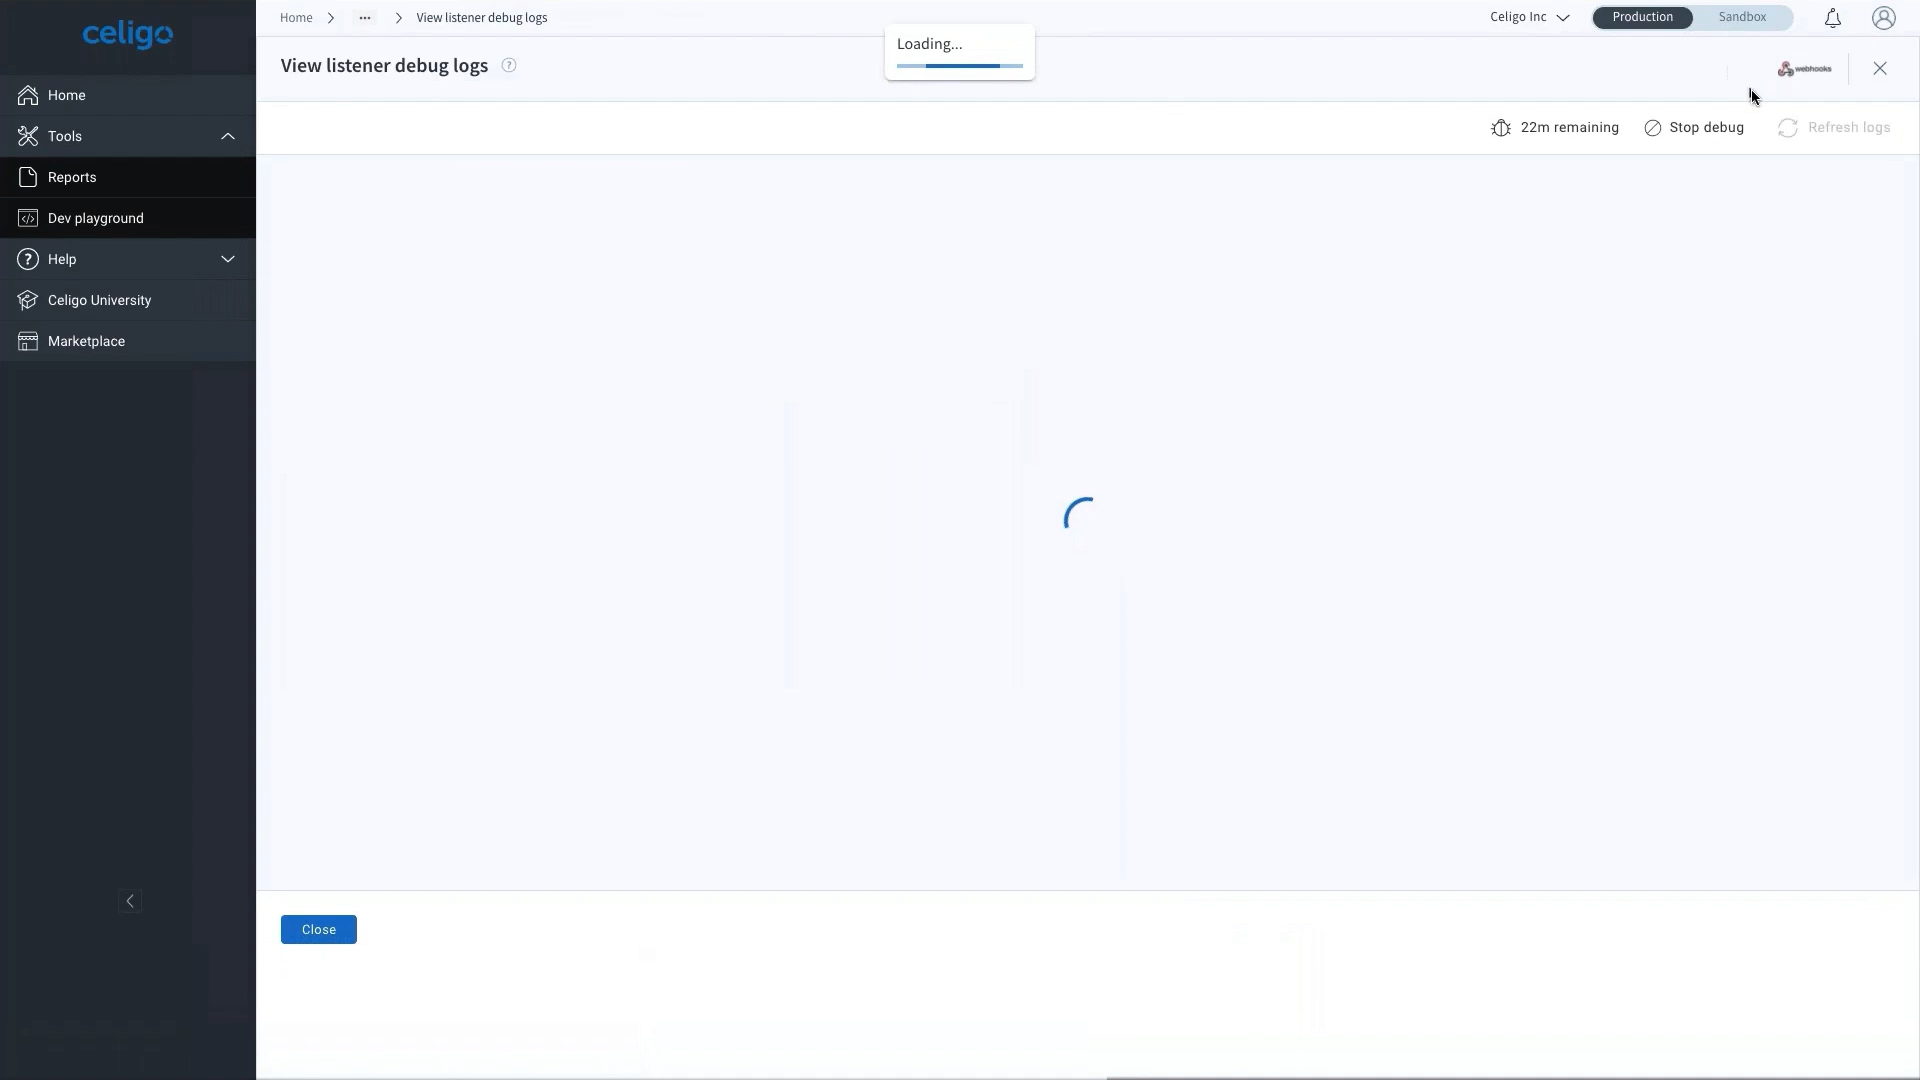 celigo
Home
Tools
Reports
Dev playground
Help
Celigo University
Marketplace
Home ... View listener debug logs
Celigo Inc Production Sandbox
Loading...
View listener debug logs ?
webhooks
22m remaining Stop debug Refresh logs
Close